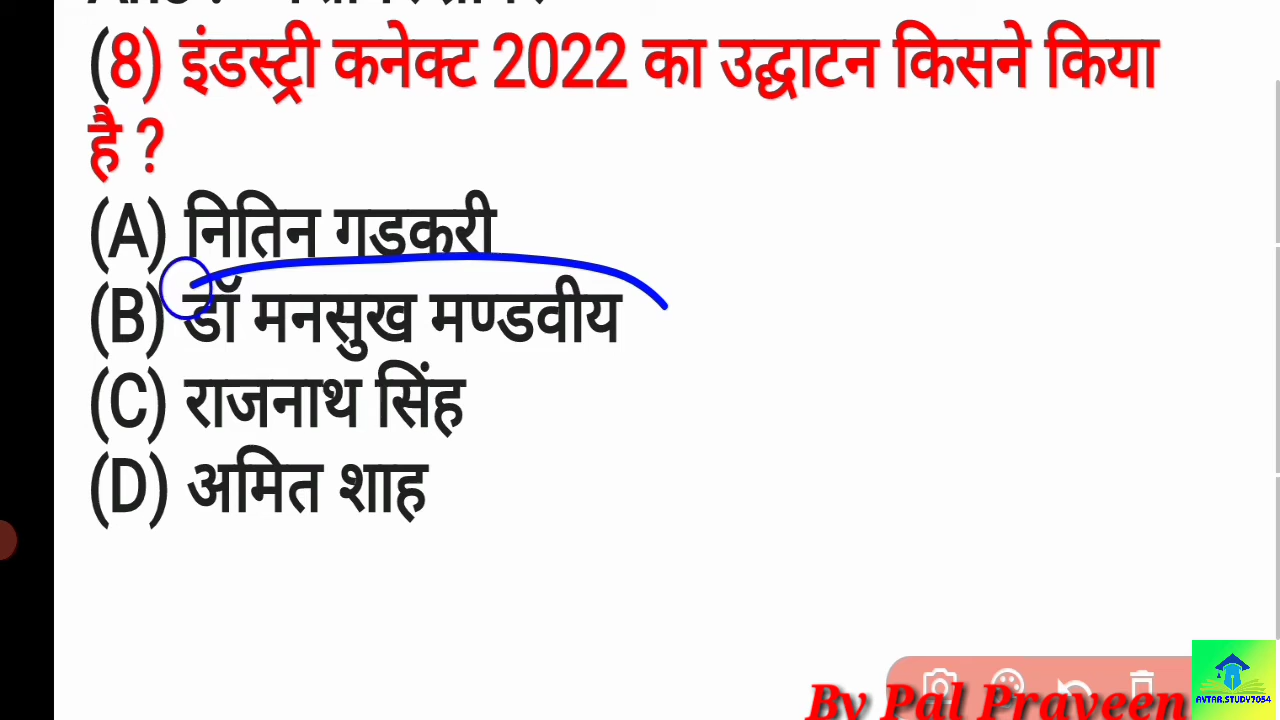 (8) इंडस्ट्री कनेक्ट 2022 का उद्घाटन किसने किया
है ?
(A) नितिन गडकरी
(B) डॉ मनसुख मण्डवीय
(C) राजनाथ सिंह
(D) अमित शाह
By Pal Praveen
AVTAR.STUDY7054